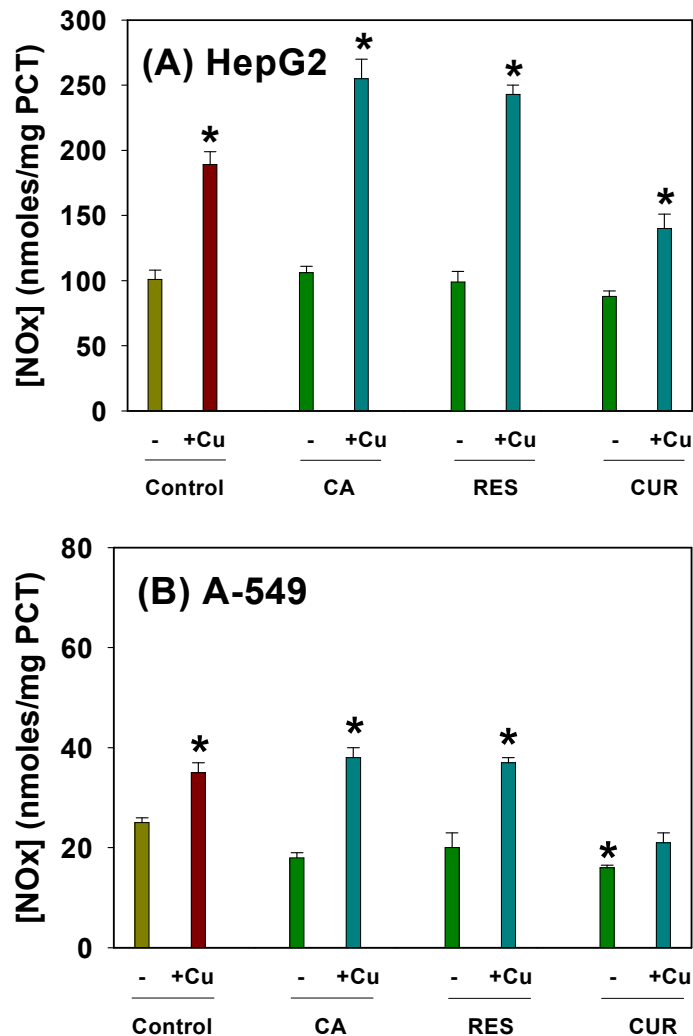 (A) HepG2
[NOx] (nmoles/mg PCT)
300
250
200
150
100
50
0
* * * *
- +Cu - +Cu - +Cu - +Cu
Control CA RES CUR
(B) A-549
[NOx] (nmoles/mg PCT)
80
60
40
20
0
* * * *
- +Cu - +Cu - +Cu - +Cu
Control CA RES CUR